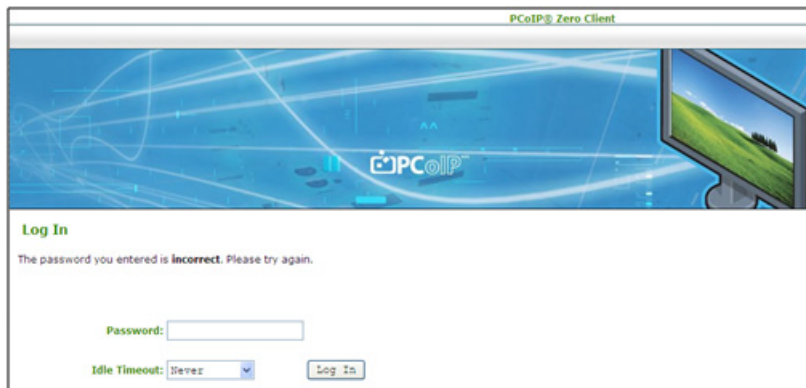 PCoIP® Zero Client
PCoIP™
Log In
The password you entered is incorrect. Please try again.
Password:
Idle Timeout: Never
Log In